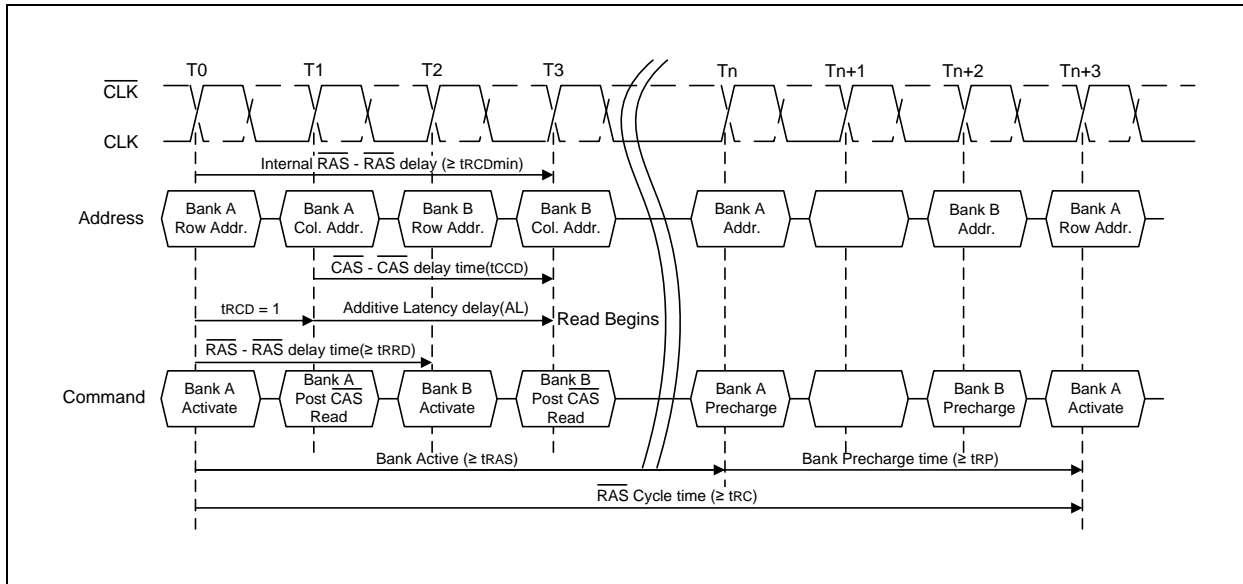 T0 T1 T2 T3 Tn Tn+1 Tn+2 Tn+3
CLK
CLK
Internal RAS - RAS delay (≥ tRCDmin)
Address
Bank A
Row Addr.
Bank A
Col. Addr.
Bank B
Row Addr.
Bank B
Col. Addr.
Bank A
Addr.
Bank B
Addr.
Bank A
Row Addr.
CAS - CAS delay time(tCCD)
tRCD = 1
Additive Latency delay(AL)
Read Begins
RAS - RAS delay time(≥ tRRD)
Command
Bank A
Activate
Bank A
Post CAS
Read
Bank B
Activate
Bank B
Post CAS
Read
Bank A
Precharge
Bank B
Precharge
Bank A
Activate
Bank Active (≥ tRAS)
Bank Precharge time (≥ tRP)
RAS Cycle time (≥ tRC)